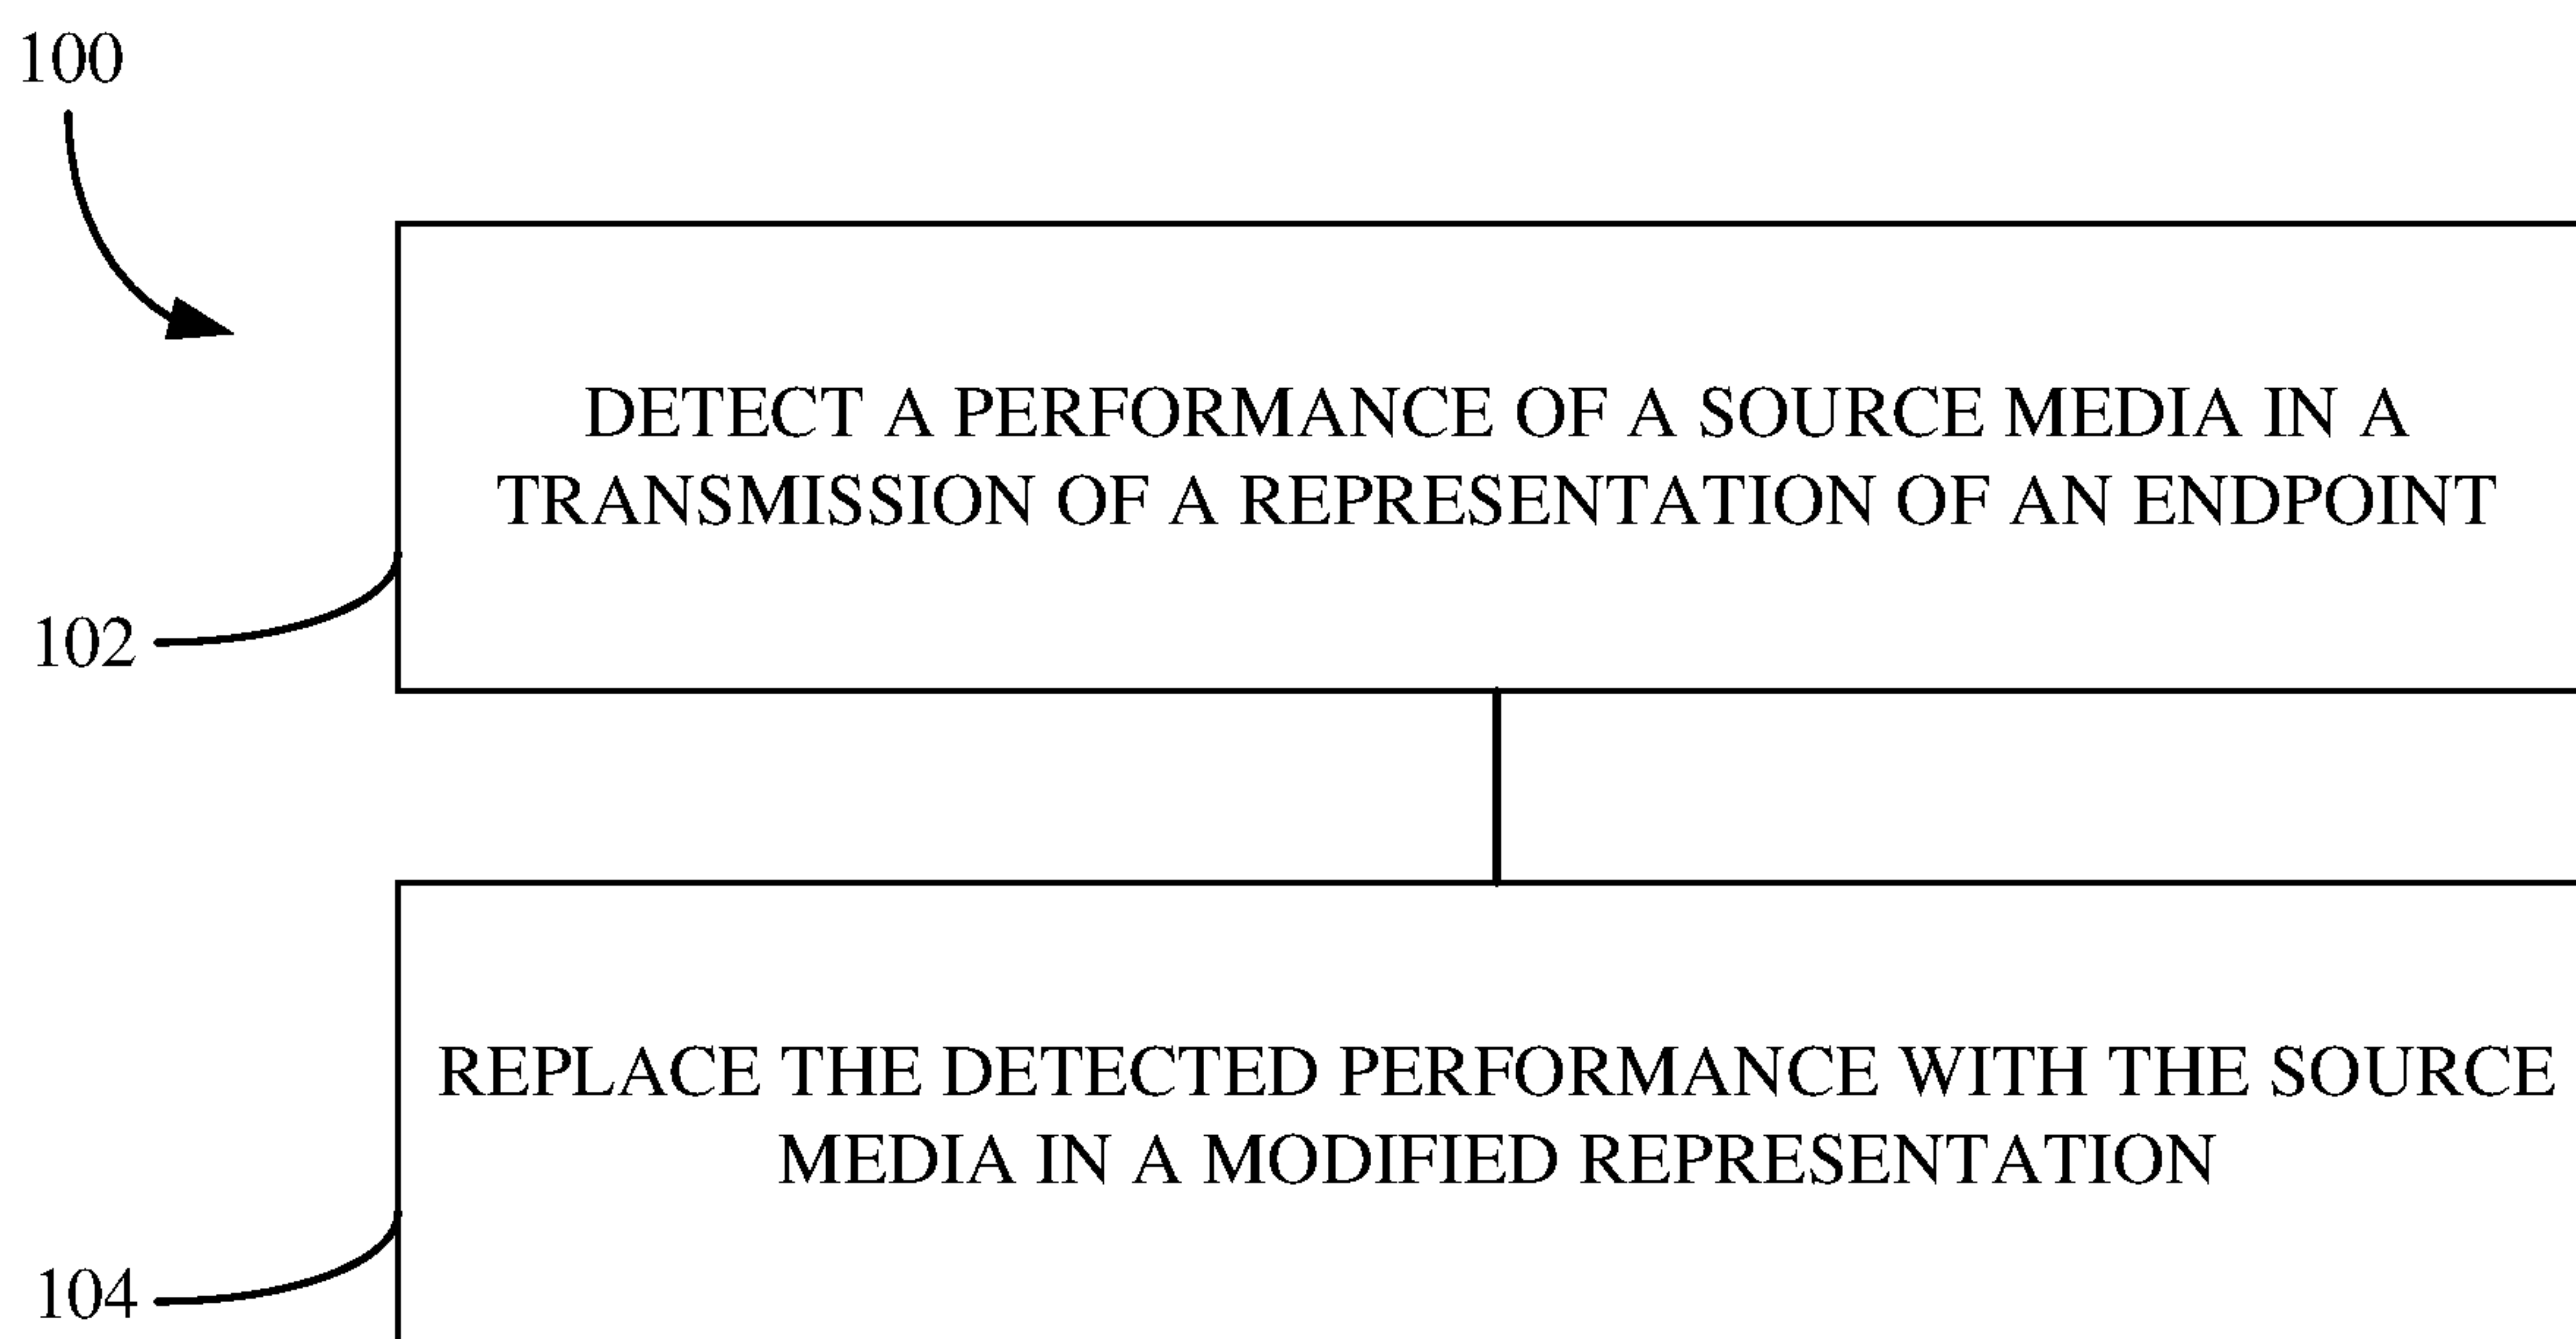 100
DETECT A PERFORMANCE OF A SOURCE MEDIA IN A
TRANSMISSION OF A REPRESENTATION OF AN ENDPOINT
102
REPLACE THE DETECTED PERFORMANCE WITH THE SOURCE
MEDIA IN A MODIFIED REPRESENTATION
104